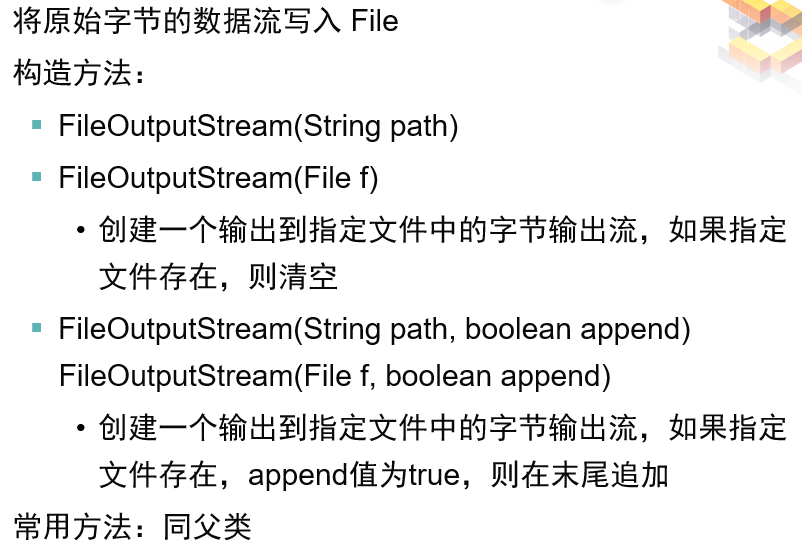 将原始字节的数据流写入 File
构造方法：
▪ FileOutputStream(String path)
▪ FileOutputStream(File f)
• 创建一个输出到指定文件中的字节输出流，如果指定
文件存在，则清空
▪ FileOutputStream(String path, boolean append)
FileOutputStream(File f, boolean append)
• 创建一个输出到指定文件中的字节输出流，如果指定
文件存在，append值为true，则在末尾追加
常用方法：同父类